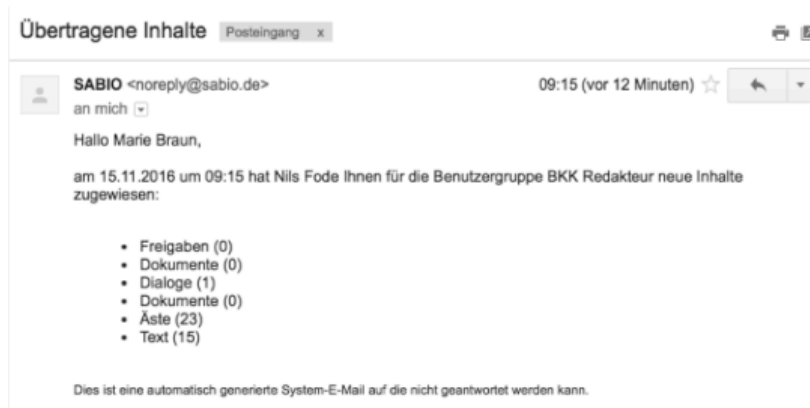 Übertragene Inhalte Posteingang x
SABIO <noreply@sabio.de> 09:15 (vor 12 Minuten)
an mich
Hallo Marie Braun,
am 15.11.2016 um 09:15 hat Nils Fode Ihnen für die Benutzergruppe BKK Redakteur neue Inhalte
zugewiesen:
• Freigaben (0)
• Dokumente (0)
• Dialoge (1)
• Dokumente (0)
• Äste (23)
• Text (15)
Dies ist eine automatisch generierte System-E-Mail auf die nicht geantwortet werden kann.